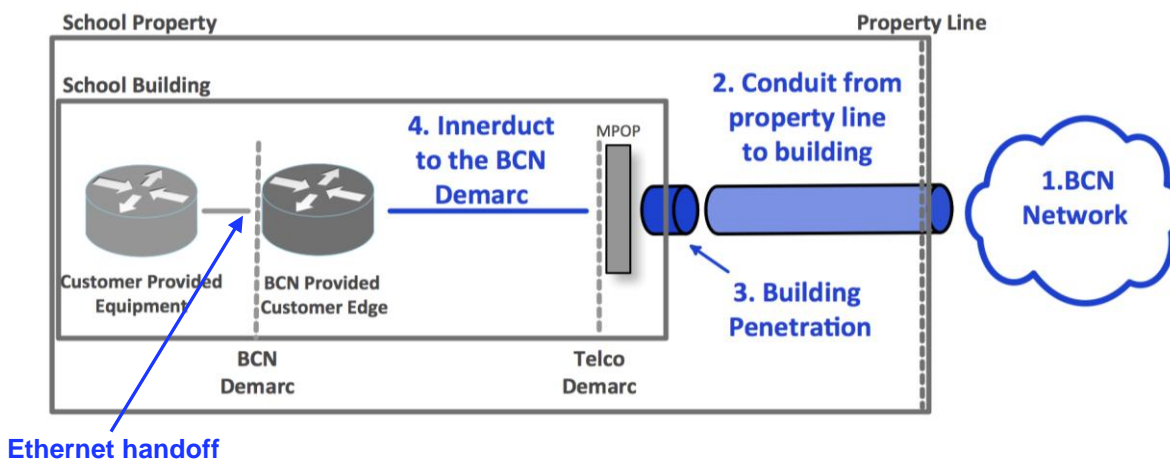 School Property
Property Line
School Building
2. Conduit from
property line
to building
4. Innerduct
to the BCN
Demarc
MPOP
1.BCN
Network
Customer Provided
Equipment
BCN Provided
Customer Edge
3. Building
Penetration
BCN
Demarc
Telco
Demarc
Ethernet handoff